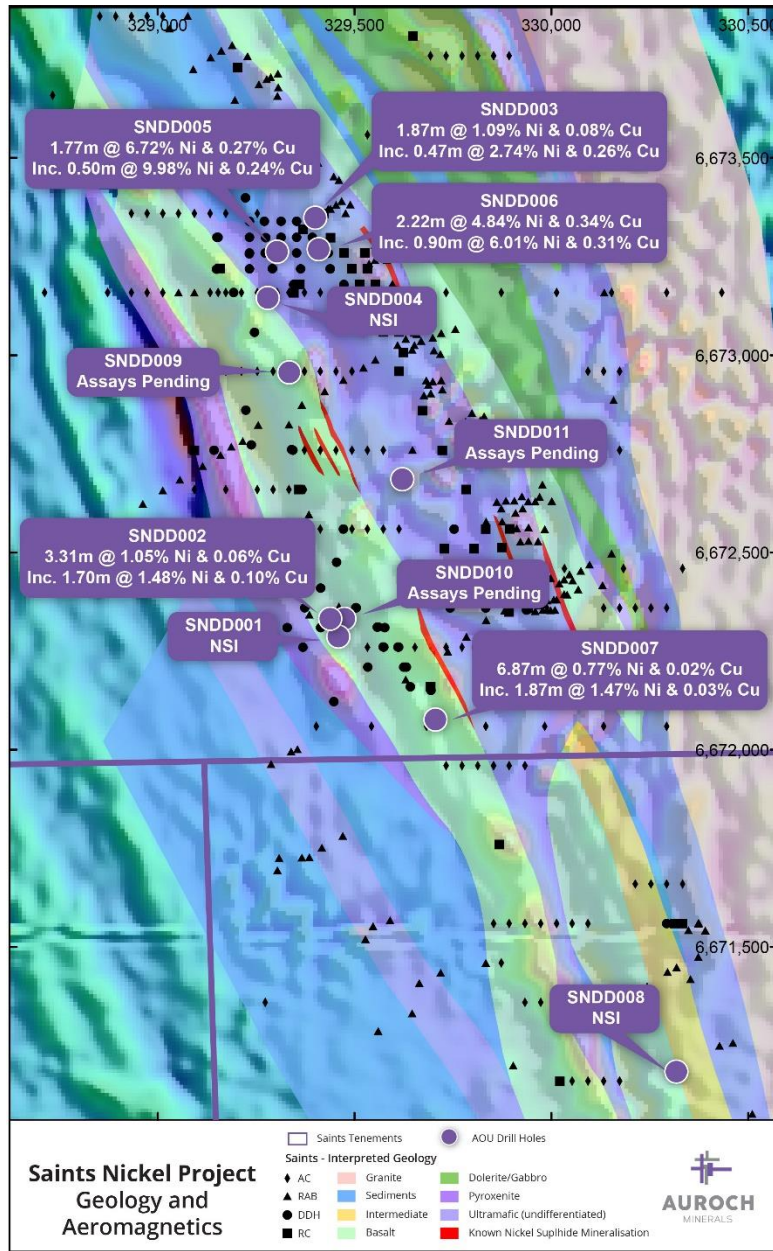 329,000
329,500
330,000
330,500
SNDD005
1.77m @ 6.72% Ni & 0.27% Cu
Inc. 0.50m @ 9.98% Ni & 0.24% Cu
SNDD003
1.87m @ 1.09% Ni & 0.08% Cu
Inc. 0.47m @ 2.74% Ni & 0.26% Cu
6,673,500
SNDD006
2.22m @ 4.84% Ni & 0.34% Cu
Inc. 0.90m @ 6.01% Ni & 0.31% Cu
SNDD004
NSI
SNDD009
Assays Pending
6,673,000
SNDD011
Assays Pending
SNDD002
3.31m @ 1.05% Ni & 0.06% Cu
Inc. 1.70m @ 1.48% Ni & 0.10% Cu
6,672,500
SNDD010
Assays Pending
SNDD001
NSI
SNDD007
6.87m @ 0.77% Ni & 0.02% Cu
Inc. 1.87m @ 1.47% Ni & 0.03% Cu
6,672,000
6,671,500
SNDD008
NSI
Saints Nickel Project
Geology and
Aeromagnetics
Saints Tenements
AOU Drill Holes
Saints - Interpreted Geology
AC
RAB
DDH
RC
Granite
Sediments
Intermediate
Basalt
Dolerite/Gabbro
Pyroxenite
Ultramafic (undifferentiated)
Known Nickel Suplhide Mineralisation
AUROCH
MINERALS